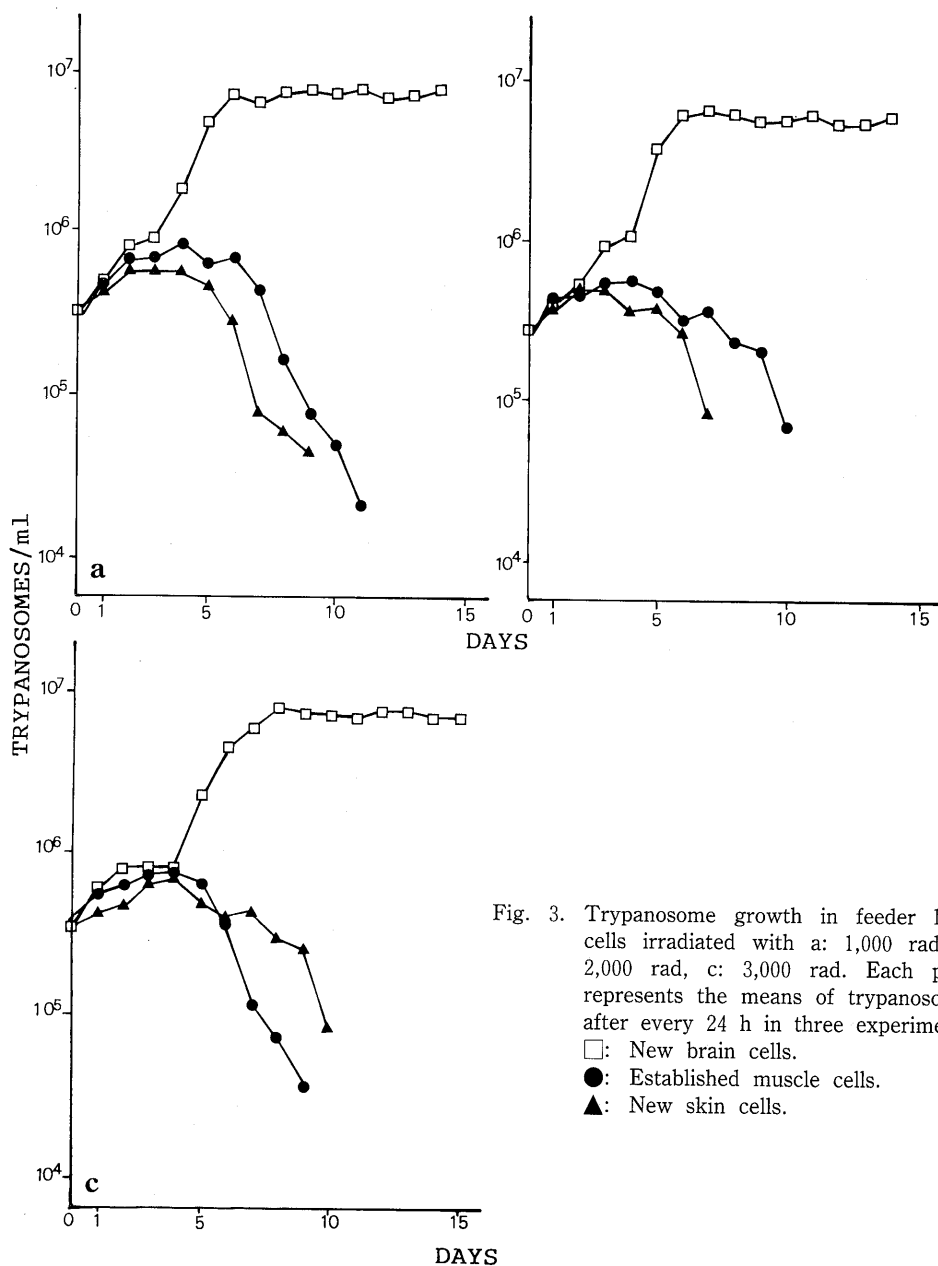 10⁷
10⁶
10⁵
10⁴
a
0 1 5 10 15
10⁷
10⁶
10⁵
10⁴
0 1 5 10 15
DAYS
TRYPANOSOMES/ml
10⁷
10⁶
10⁵
10⁴
c
0 1 5 10 15
DAYS
Fig. 3. Trypanosome growth in feeder
cells irradiated with a: 1,000 rad
2,000 rad, c: 3,000 rad. Each
represents the means of
after every 24 h in three
□: New brain cells.
●: Established muscle cells.
▲: New skin cells.